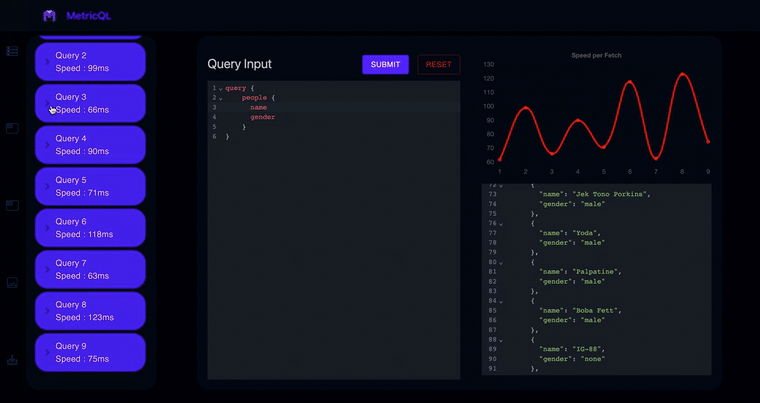 MetricQL
Query 2
Speed : 99ms
Query 3
Speed : 66ms
Query 4
Speed : 90ms
Query 5
Speed : 71ms
Query 6
Speed : 118ms
Query 7
Speed : 63ms
Query 8
Speed : 123ms
Query 9
Speed : 75ms
Query Input
SUBMIT
RESET
1 query {
2 people {
3 name
4 gender
5 }
6 }
Speed per Fetch
130
120
110
100
90
80
70
60
1 2 3 4 5 6 7 8 9
72 {
73 "name": "Jek Tono Porkins",
74 "gender": "male"
75 },
76 {
77 "name": "Yoda",
78 "gender": "male"
79 },
80 {
81 "name": "Palpatine",
82 "gender": "male"
83 },
84 {
85 "name": "Boba Fett",
86 "gender": "male"
87 },
88 {
89 "name": "IG-88",
90 "gender": "none"
91 },